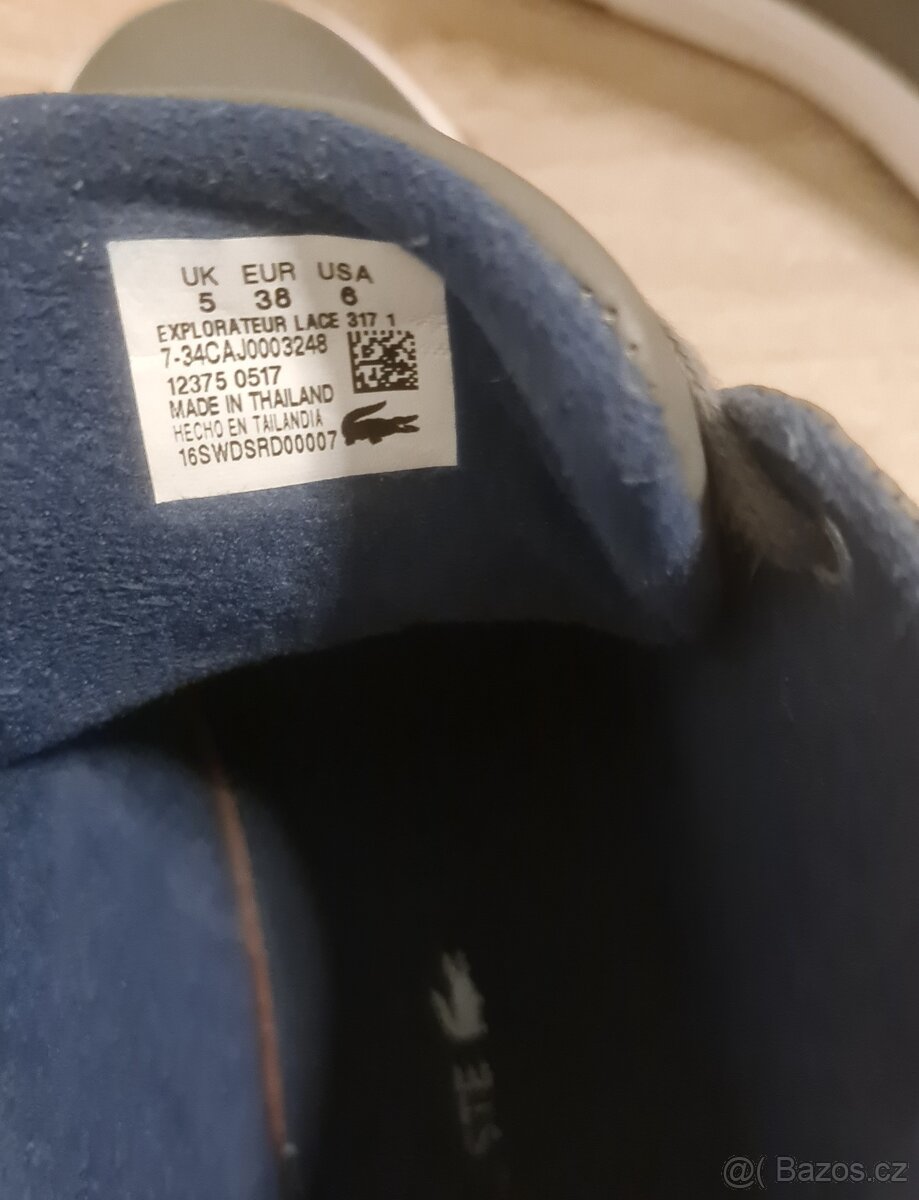 UK EUR USA
5 38 6
EXPLORATEUR LACE 317 1
7-34CAJ0003248
12375 0517
MADE IN THAILAND
HECHO EN TAILANDIA
16SWDSRD00007
@( Bazos.cz